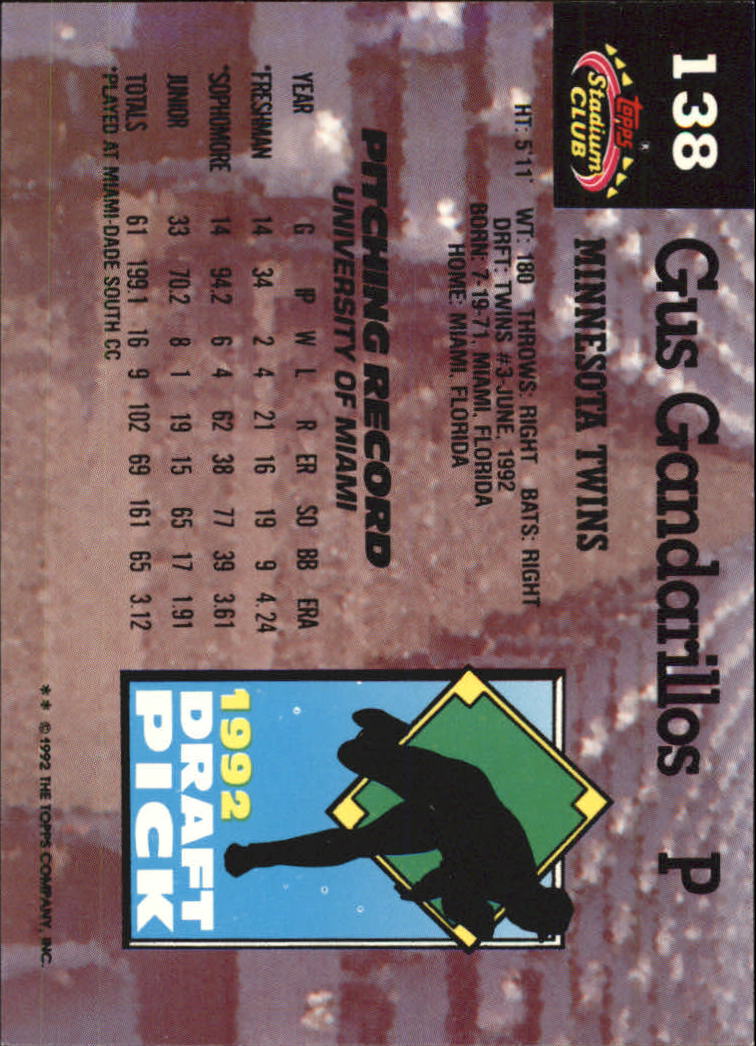 138 Gus Gandarillos P
Topps
Stadium
CLUB
MINNESOTA TWINS
HT: 5'11" WT: 180 THROWS: RIGHT BATS: RIGHT
DRFT: TWINS #3-JUNE, 1992
BORN: 7-19-71, MIAMI, FLORIDA
HOME: MIAMI, FLORIDA
PITCHING RECORD
UNIVERSITY OF MIAMI
YEAR G IP W L R ER SO BB ERA
*FRESHMAN 14 34 2 4 21 16 19 9 4.24
*SOPHOMORE 14 94.2 6 4 62 38 77 39 3.61
JUNIOR 33 70.2 8 1 19 15 65 17 1.91
TOTALS 61 199.1 16 9 102 69 161 65 3.12
*PLAYED AT MIAMI-DADE SOUTH CC
1992
DRAFT
PICK
** ©1992 THE TOPPS COMPANY, INC.